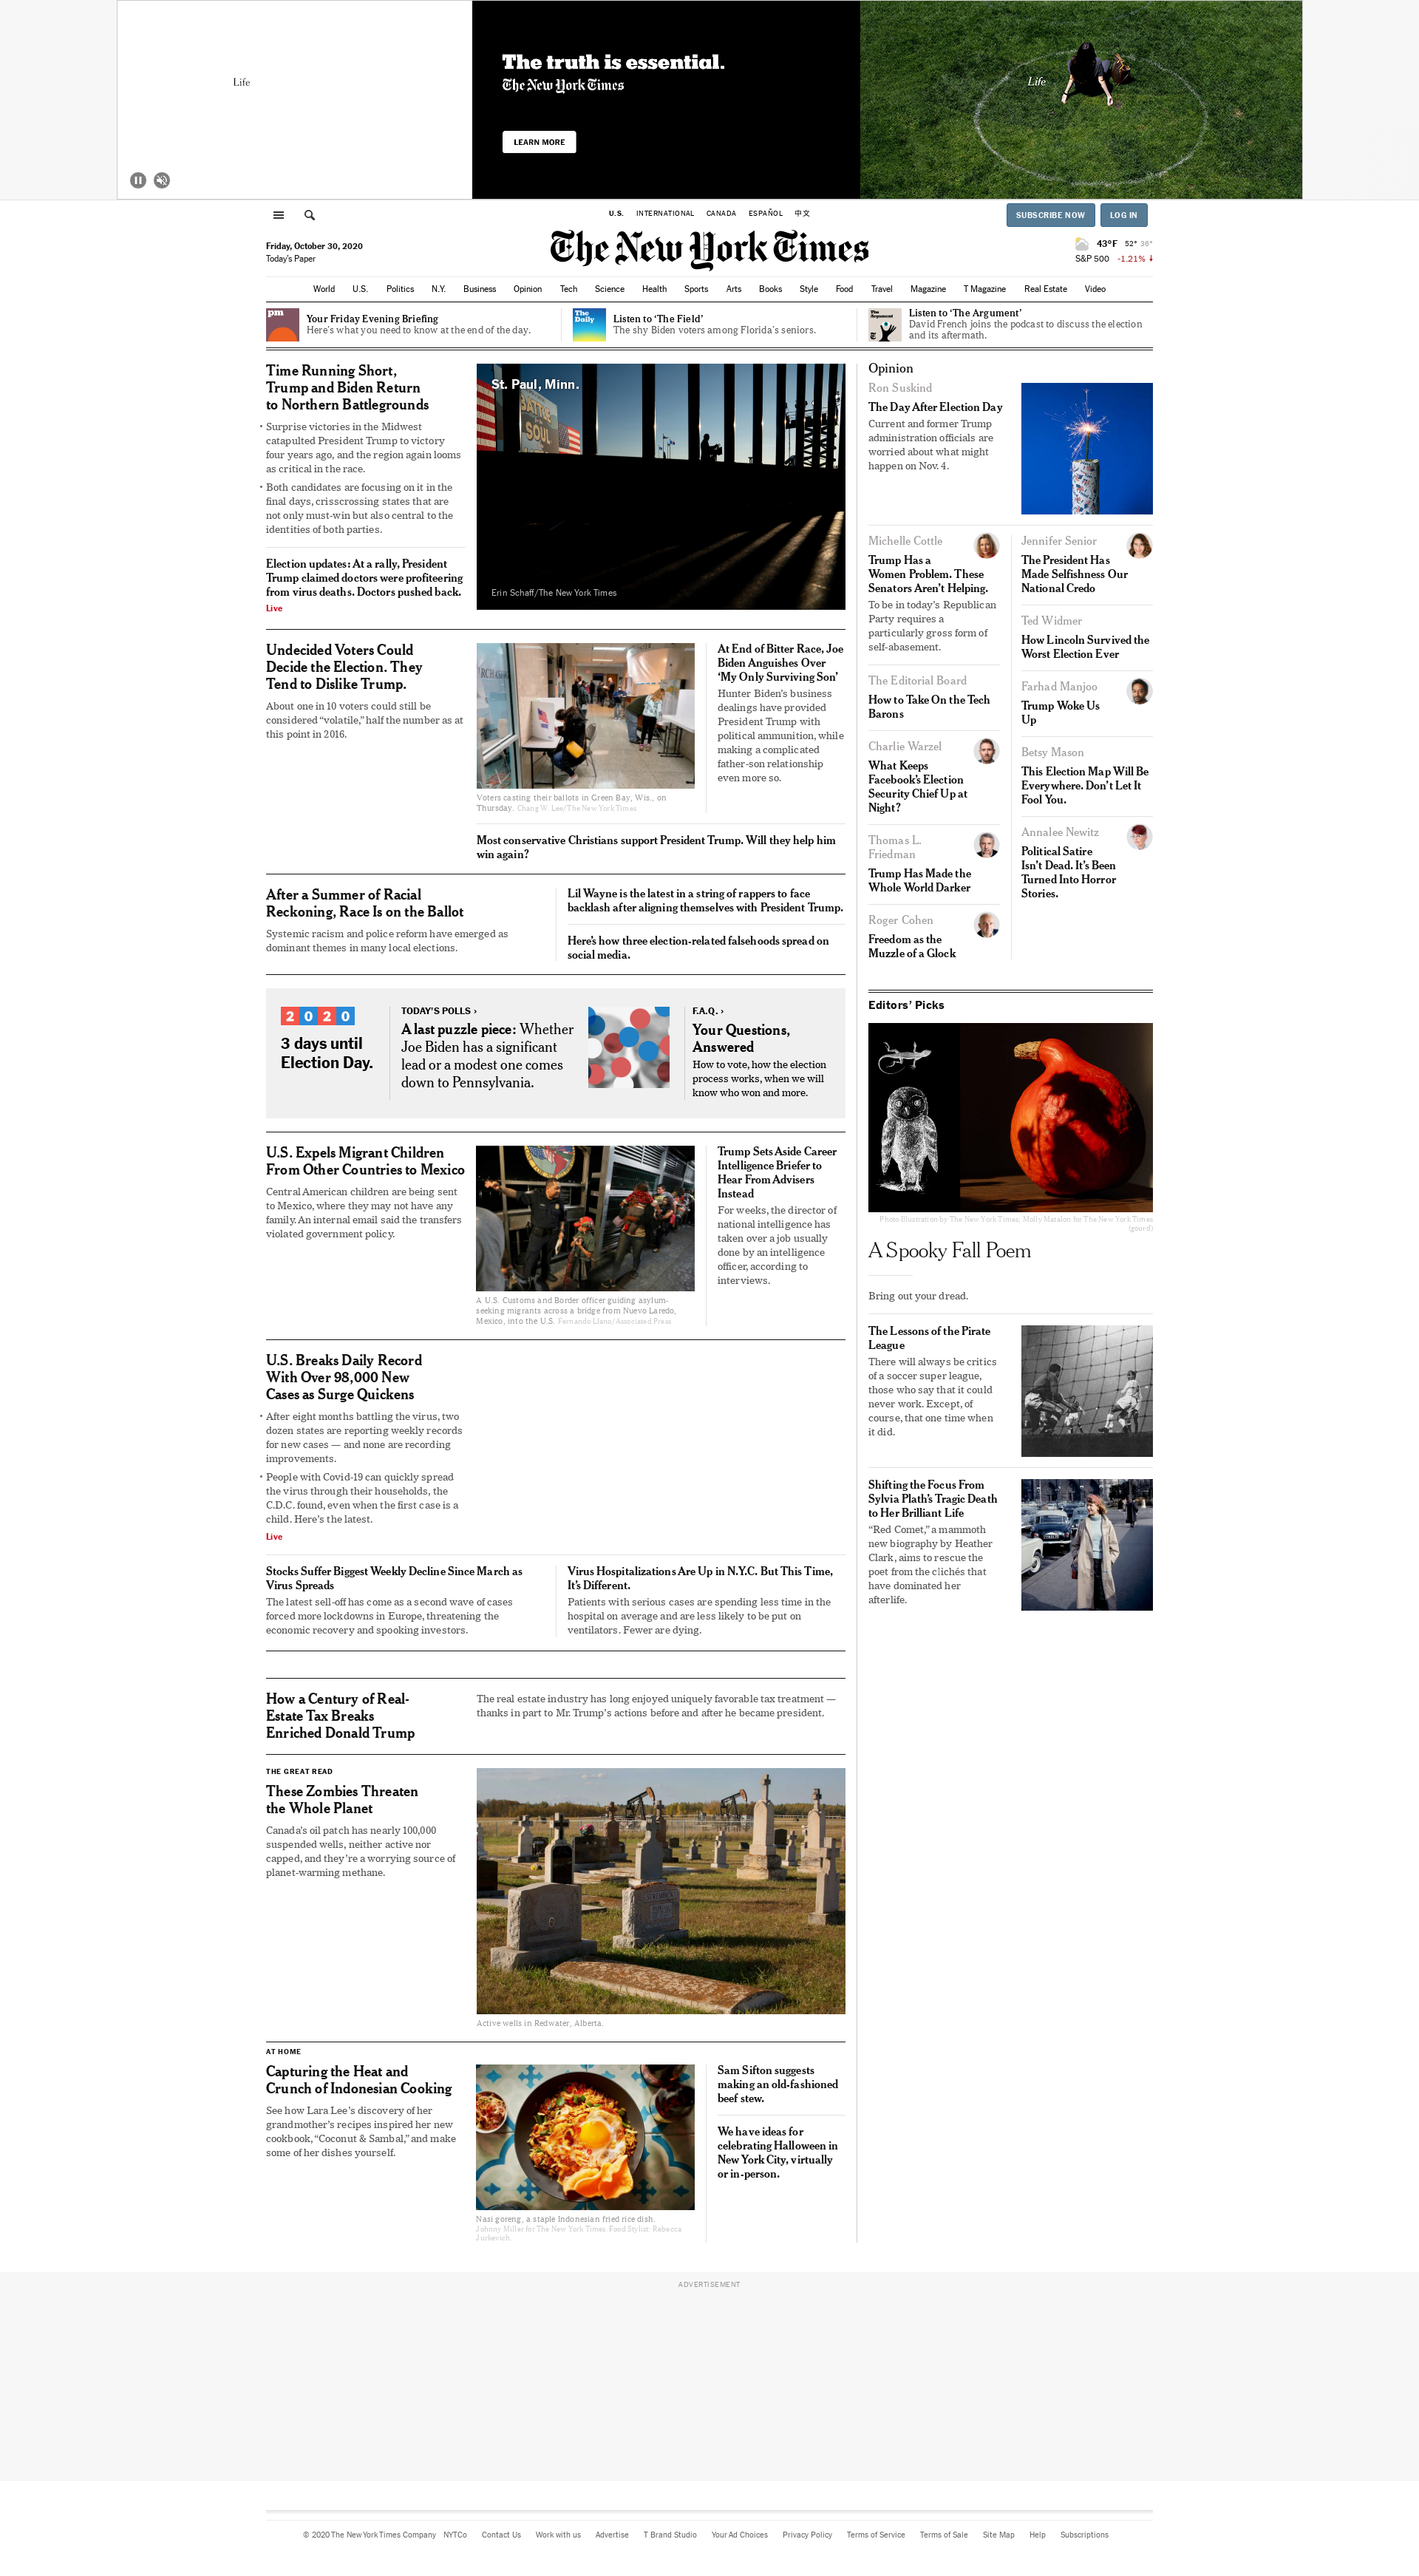 Life
The truth is essential.
The New York Times
LEARN MORE
Life
U.S. INTERNATIONAL CANADA ESPAÑOL 中文
SUBSCRIBE NOW LOG IN
Friday, October 30, 2020
Today's Paper
The New York Times
43°F 52° 36°
S&P 500 -1.21%
World U.S. Politics N.Y. Business Opinion Tech Science Health Sports Arts Books Style Food Travel Magazine T Magazine Real Estate Video
pm
Your Friday Evening Briefing
Here's what you need to know at the end of the day.
The
Daily
Listen to 'The Field'
The shy Biden voters among Florida's seniors.
The
Argument
Listen to 'The Argument'
David French joins the podcast to discuss the election
and its aftermath.
Time Running Short,
Trump and Biden Return
to Northern Battlegrounds
Surprise victories in the Midwest
catapulted President Trump to victory
four years ago, and the region again looms
as critical in the race.
Both candidates are focusing on it in the
final days, crisscrossing states that are
not only must-win but also central to the
identities of both parties.
Election updates: At a rally, President
Trump claimed doctors were profiteering
from virus deaths. Doctors pushed back.
Live
St. Paul, Minn.
Erin Schaff/The New York Times
Undecided Voters Could
Decide the Election. They
Tend to Dislike Trump.
About one in 10 voters could still be
considered “volatile,” half the number as at
this point in 2016.
Voters casting their ballots in Green Bay, Wis., on
Thursday. Chang W. Lee/The New York Times
At End of Bitter Race, Joe
Biden Anguishes Over
‘My Only Surviving Son’
Hunter Biden's business
dealings have provided
President Trump with
political ammunition, while
making a complicated
father-son relationship
even more so.
Most conservative Christians support President Trump. Will they help him
win again?
After a Summer of Racial
Reckoning, Race Is on the Ballot
Systemic racism and police reform have emerged as
dominant themes in many local elections.
Lil Wayne is the latest in a string of rappers to face
backlash after aligning themselves with President Trump.
Here's how three election-related falsehoods spread on
social media.
2020
3 days until
Election Day.
TODAY'S POLLS ›
A last puzzle piece: Whether
Joe Biden has a significant
lead or a modest one comes
down to Pennsylvania.
F.A.Q. ›
Your Questions,
Answered
How to vote, how the election
process works, when we will
know who won and more.
U.S. Expels Migrant Children
From Other Countries to Mexico
Central American children are being sent
to Mexico, where they may not have any
family. An internal email said the transfers
violated government policy.
A U.S. Customs and Border officer guiding asylum-
seeking migrants across a bridge from Nuevo Laredo,
Mexico, into the U.S. Fernando Llano/Associated Press
Trump Sets Aside Career
Intelligence Briefer to
Hear From Advisers
Instead
For weeks, the director of
national intelligence has
taken over a job usually
done by an intelligence
officer, according to
interviews.
U.S. Breaks Daily Record
With Over 98,000 New
Cases as Surge Quickens
After eight months battling the virus, two
dozen states are reporting weekly records
for new cases — and none are recording
improvements.
People with Covid-19 can quickly spread
the virus through their households, the
C.D.C. found, even when the first case is a
child. Here's the latest.
Live
Stocks Suffer Biggest Weekly Decline Since March as
Virus Spreads
The latest sell-off has come as a second wave of cases
forced more lockdowns in Europe, threatening the
economic recovery and spooking investors.
Virus Hospitalizations Are Up in N.Y.C. But This Time,
It's Different.
Patients with serious cases are spending less time in the
hospital on average and are less likely to be put on
ventilators. Fewer are dying.
How a Century of Real-
Estate Tax Breaks
Enriched Donald Trump
The real estate industry has long enjoyed uniquely favorable tax treatment —
thanks in part to Mr. Trump's actions before and after he became president.
THE GREAT READ
These Zombies Threaten
the Whole Planet
Canada's oil patch has nearly 100,000
suspended wells, neither active nor
capped, and they're a worrying source of
planet-warming methane.
Active wells in Redwater, Alberta.
AT HOME
Capturing the Heat and
Crunch of Indonesian Cooking
See how Lara Lee's discovery of her
grandmother's recipes inspired her new
cookbook, “Coconut & Sambal,” and make
some of her dishes yourself.
Nasi goreng, a staple Indonesian fried rice dish.
Johnny Miller for The New York Times. Food Stylist: Rebecca
Jurkevich.
Sam Sifton suggests
making an old-fashioned
beef stew.
We have ideas for
celebrating Halloween in
New York City, virtually
or in-person.
Opinion
Ron Suskind
The Day After Election Day
Current and former Trump
administration officials are
worried about what might
happen on Nov. 4.
Michelle Cottle
Trump Has a
Women Problem. These
Senators Aren't Helping.
To be in today's Republican
Party requires a
particularly gross form of
self-abasement.
The Editorial Board
How to Take On the Tech
Barons
Charlie Warzel
What Keeps
Facebook's Election
Security Chief Up at
Night?
Thomas L.
Friedman
Trump Has Made the
Whole World Darker
Roger Cohen
Freedom as the
Muzzle of a Glock
Jennifer Senior
The President Has
Made Selfishness Our
National Credo
Ted Widmer
How Lincoln Survived the
Worst Election Ever
Farhad Manjoo
Trump Woke Us
Up
Betsy Mason
This Election Map Will Be
Everywhere. Don't Let It
Fool You.
Annalee Newitz
Political Satire
Isn't Dead. It's Been
Turned Into Horror
Stories.
Editors' Picks
Photo Illustration by The New York Times; Molly Matalon for The New York Times
(gourd)
A Spooky Fall Poem
Bring out your dread.
The Lessons of the Pirate
League
There will always be critics
of a soccer super league,
those who say that it could
never work. Except, of
course, that one time when
it did.
Shifting the Focus From
Sylvia Plath's Tragic Death
to Her Brilliant Life
“Red Comet,” a mammoth
new biography by Heather
Clark, aims to rescue the
poet from the clichés that
have dominated her
afterlife.
ADVERTISEMENT
© 2020 The New York Times Company NYTCo Contact Us Work with us Advertise T Brand Studio Your Ad Choices Privacy Policy Terms of Service Terms of Sale Site Map Help Subscriptions